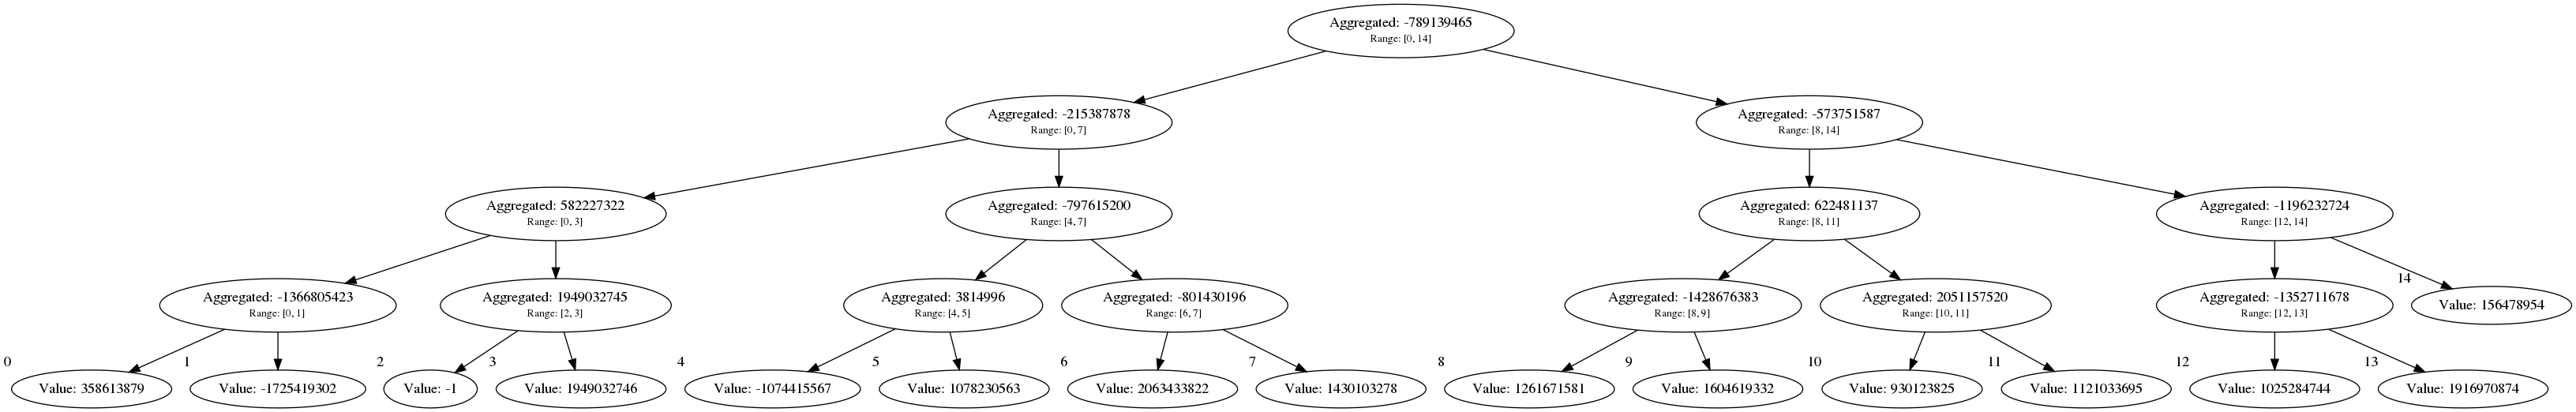 Aggregated: -789139465
Range: [0, 14]
Aggregated: -215387878
Range: [0, 7]
Aggregated: -573751587
Range: [8, 14]
Aggregated: 582227322
Range: [0, 3]
Aggregated: -797615200
Range: [4, 7]
Aggregated: 622481137
Range: [8, 11]
Aggregated: -1196232724
Range: [12, 14]
Aggregated: -1366805423
Range: [0, 1]
Aggregated: 1949032745
Range: [2, 3]
Aggregated: 3814996
Range: [4, 5]
Aggregated: -801430196
Range: [6, 7]
Aggregated: -1428676383
Range: [8, 9]
Aggregated: 2051157520
Range: [10, 11]
Aggregated: -1352711678
Range: [12, 13]
14
Value: 156478954
0
Value: 358613879
1
Value: -1725419302
2
Value: -1
3
Value: 1949032746
4
Value: -1074415567
5
Value: 1078230563
6
Value: 2063433822
7
Value: 1430103278
8
Value: 1261671581
9
Value: 1604619332
10
Value: 930123825
11
Value: 1121033695
12
Value: 1025284744
13
Value: 1916970874